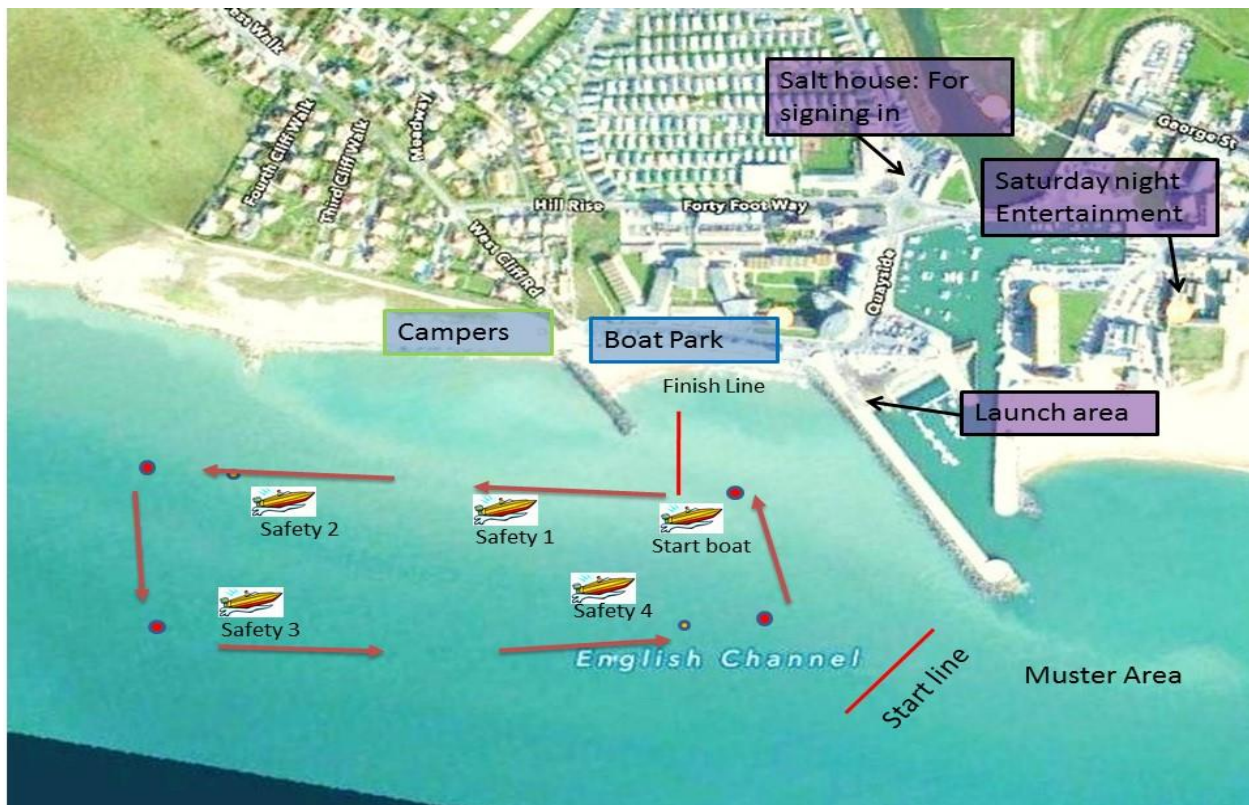 West Walk
Fourth Cliff Walk
Third Cliff Walk
Meadway
Hill Rise
Forty Foot Way
West Cliff Rd
Quayside
George St
Salt house: For
signing in
Saturday night
Entertainment
Campers
Boat Park
Finish Line
Launch area
Safety 2
Safety 1
Start boat
Safety 3
Safety 4
English Channel
Start line
Muster Area